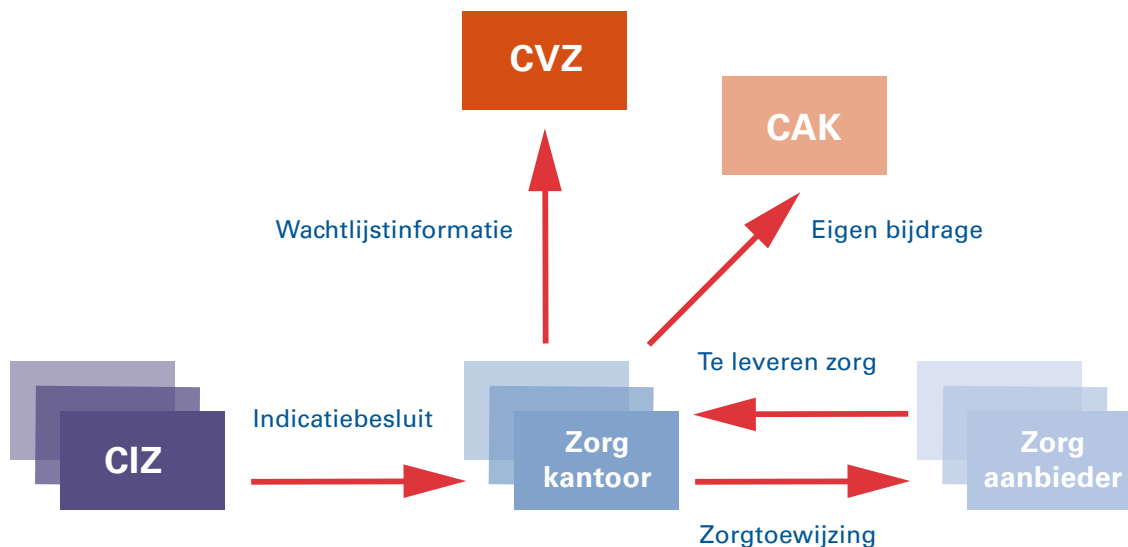 CVZ
CAK
Wachtlijstinformatie
Eigen bijdrage
Te leveren zorg
Indicatiebesluit
CIZ
Zorg
kantoor
Zorg
aanbieder
Zorgtoewijzing